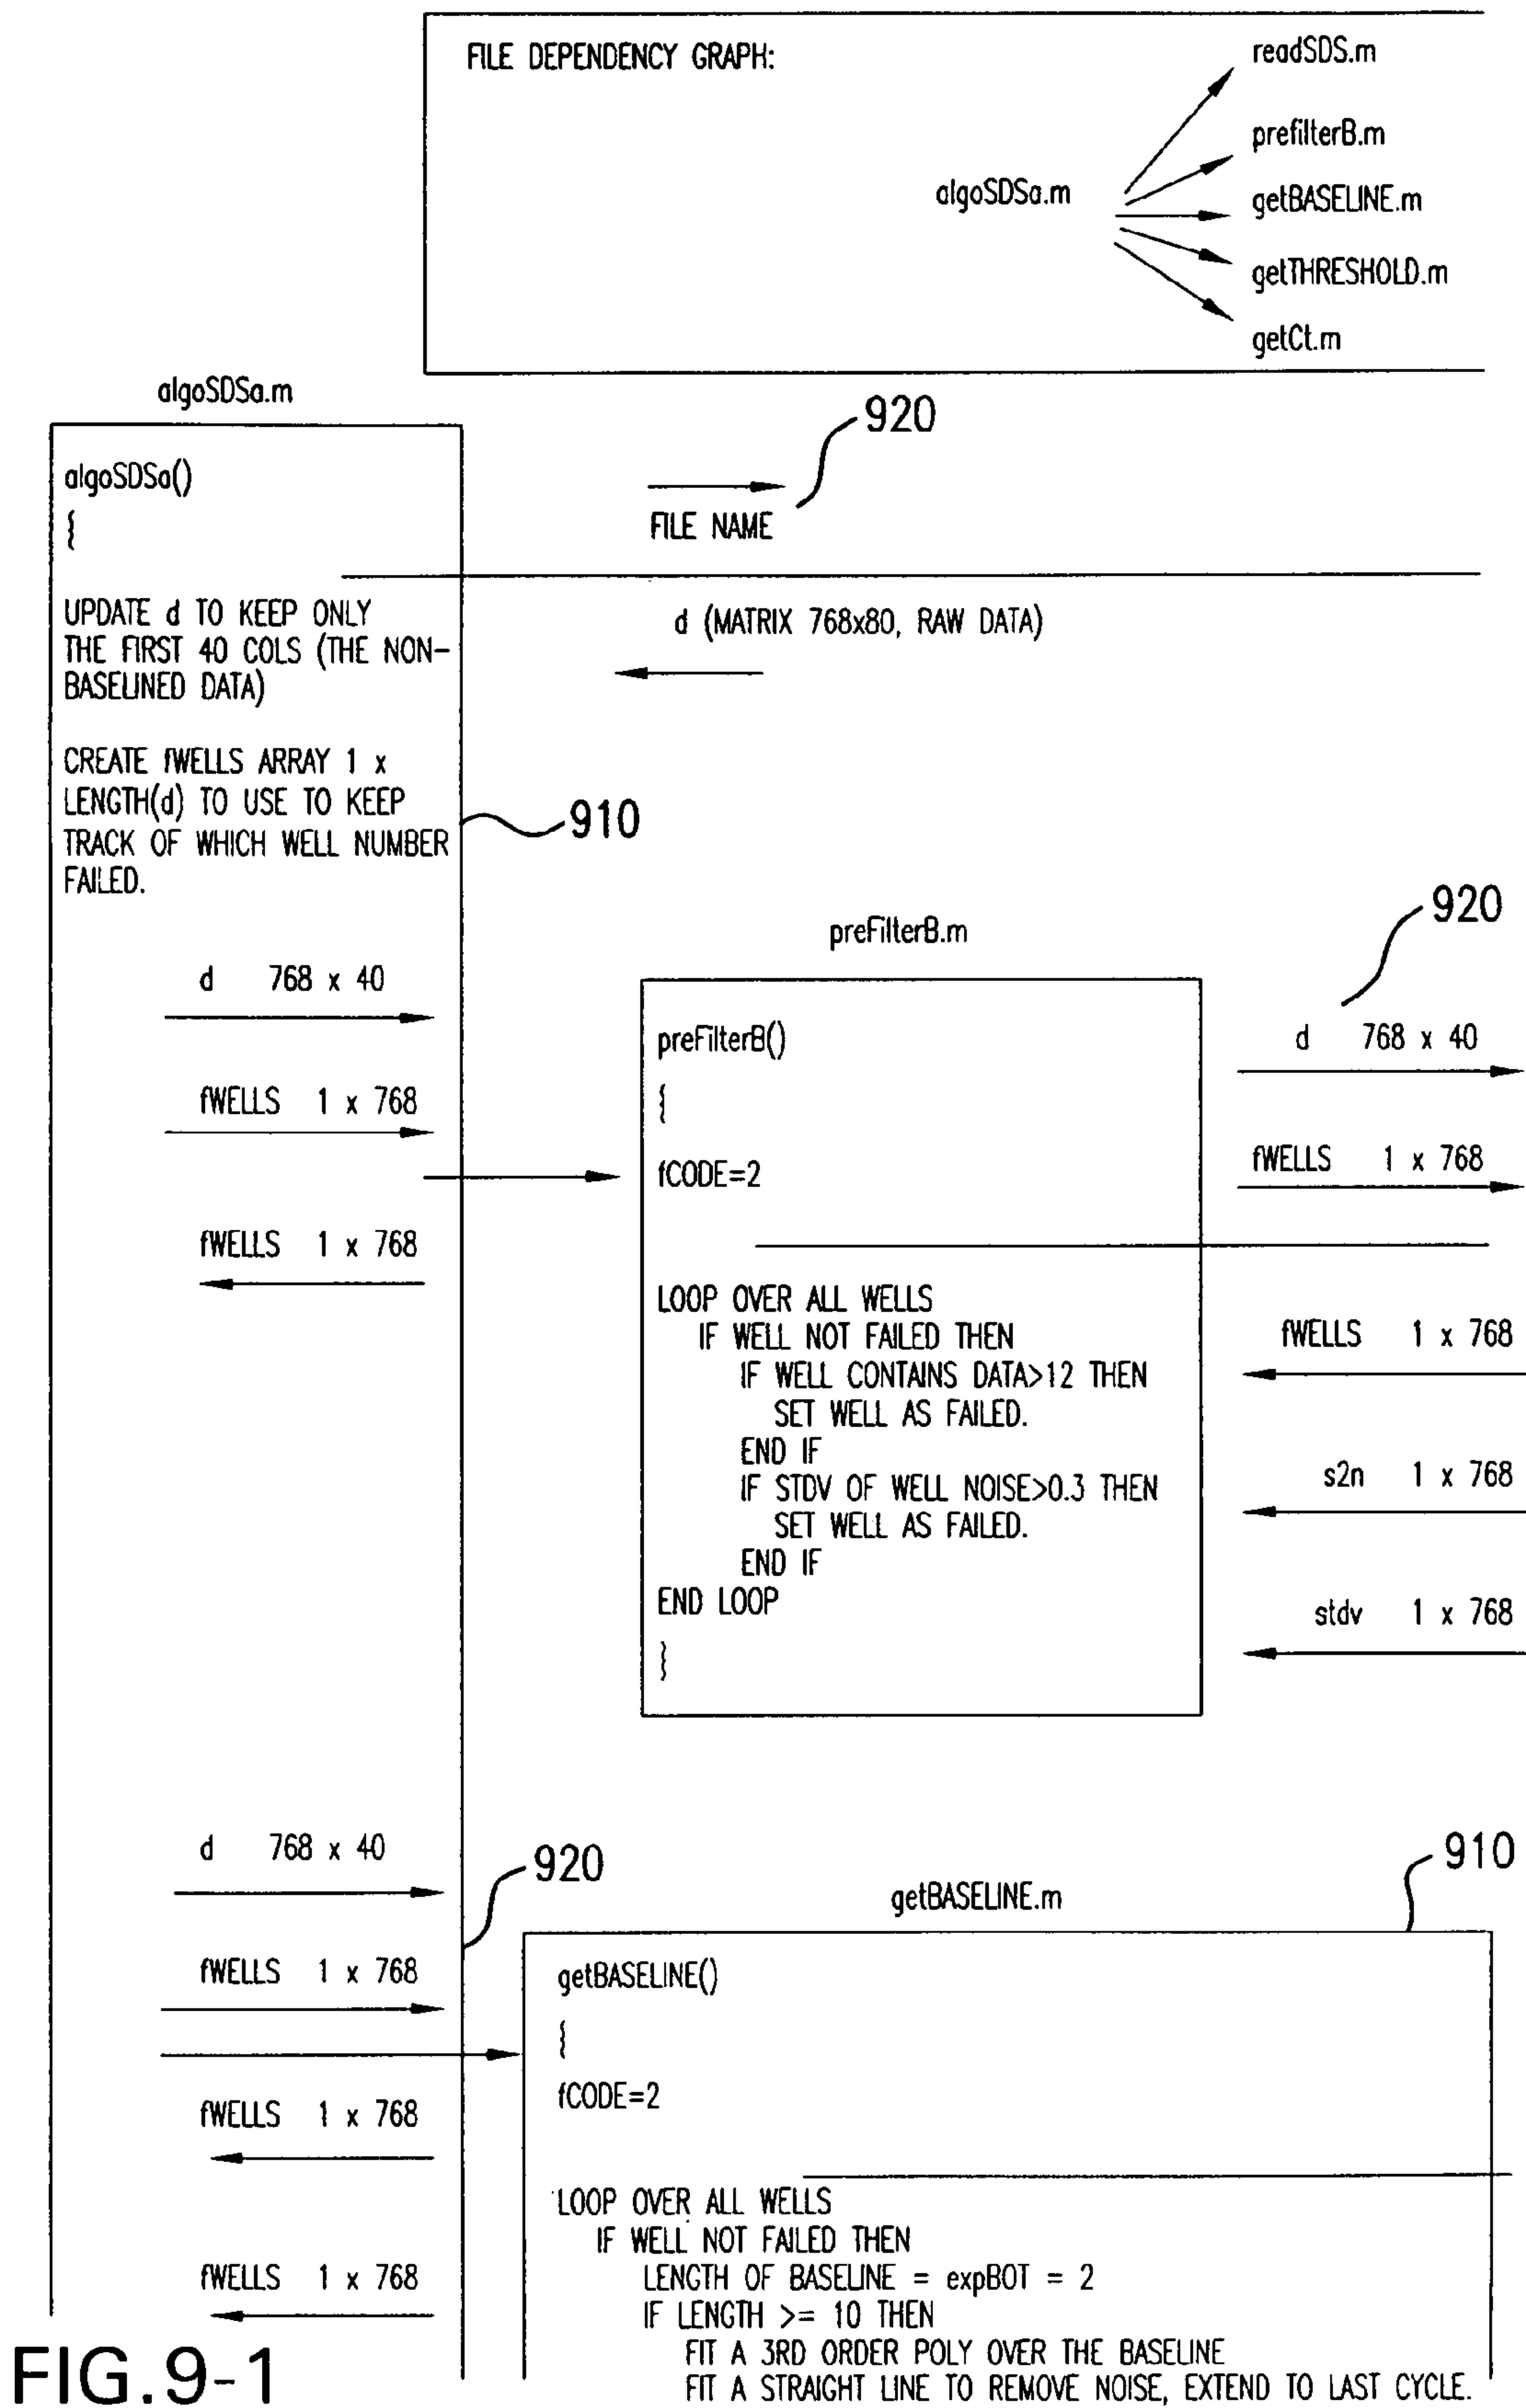 FILE DEPENDENCY GRAPH:
readSDS.m
prefilterB.m
algoSDSa.m
getBASELINE.m
getTHRESHOLD.m
getCt.m
algoSDSa.m
920
algoSDSa()
{
FILE NAME
UPDATE d TO KEEP ONLY
THE FIRST 40 COLS (THE NON-
BASELINED DATA)
d (MATRIX 768x80, RAW DATA)
CREATE fWELLS ARRAY 1 x
LENGTH(d) TO USE TO KEEP
TRACK OF WHICH WELL NUMBER
FAILED.
910
preFilterB.m
920
d 768 x 40
fWELLS 1 x 768
fWELLS 1 x 768
preFilterB()
{
fCODE=2
LOOP OVER ALL WELLS
IF WELL NOT FAILED THEN
IF WELL CONTAINS DATA>12 THEN
SET WELL AS FAILED.
END IF
IF STDV OF WELL NOISE>0.3 THEN
SET WELL AS FAILED.
END IF
END LOOP
}
d 768 x 40
fWELLS 1 x 768
fWELLS 1 x 768
s2n 1 x 768
stdv 1 x 768
d 768 x 40
920
910
getBASELINE.m
fWELLS 1 x 768
fWELLS 1 x 768
fWELLS 1 x 768
getBASELINE()
{
fCODE=2
LOOP OVER ALL WELLS
IF WELL NOT FAILED THEN
LENGTH OF BASELINE = expBOT = 2
IF LENGTH >= 10 THEN
FIT A 3RD ORDER POLY OVER THE BASELINE
FIT A STRAIGHT LINE TO REMOVE NOISE, EXTEND TO LAST CYCLE.
FIG.9-1